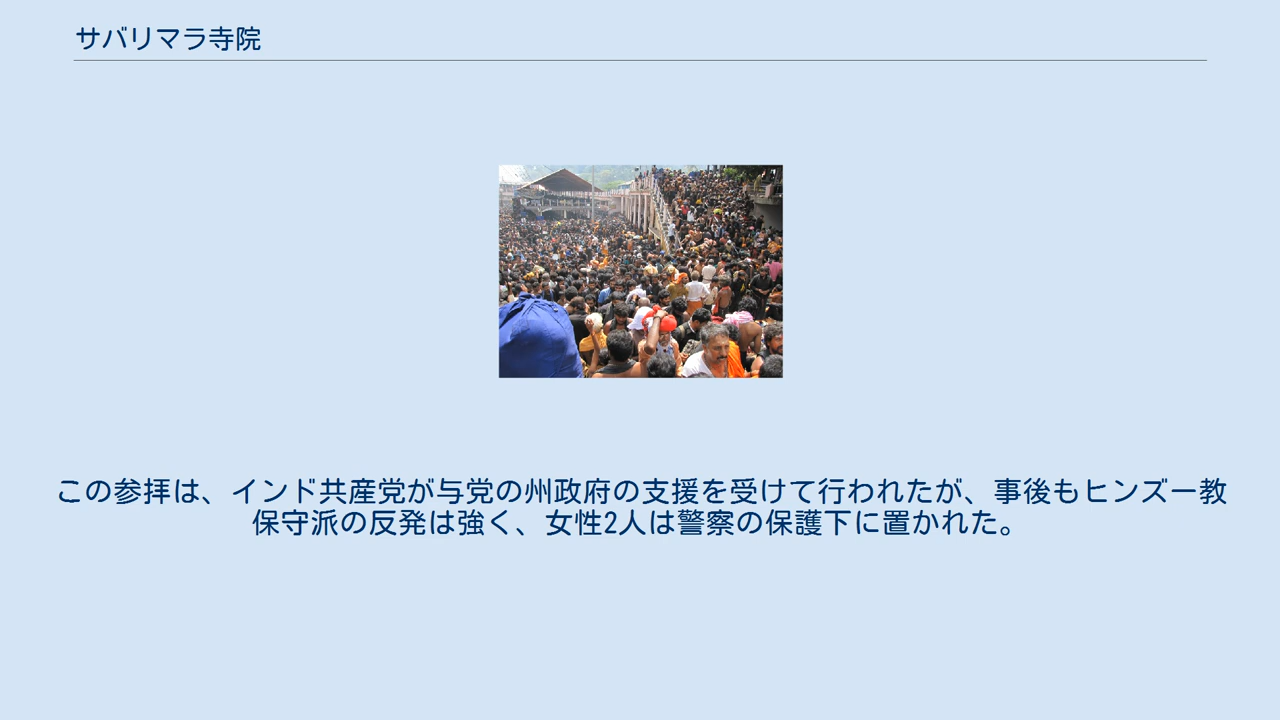 サバリマラ寺院
この参拝は、インド共産党が与党の州政府の支援を受けて行われたが、事後もヒンズー教
保守派の反発は強く、女性2人は警察の保護下に置かれた。